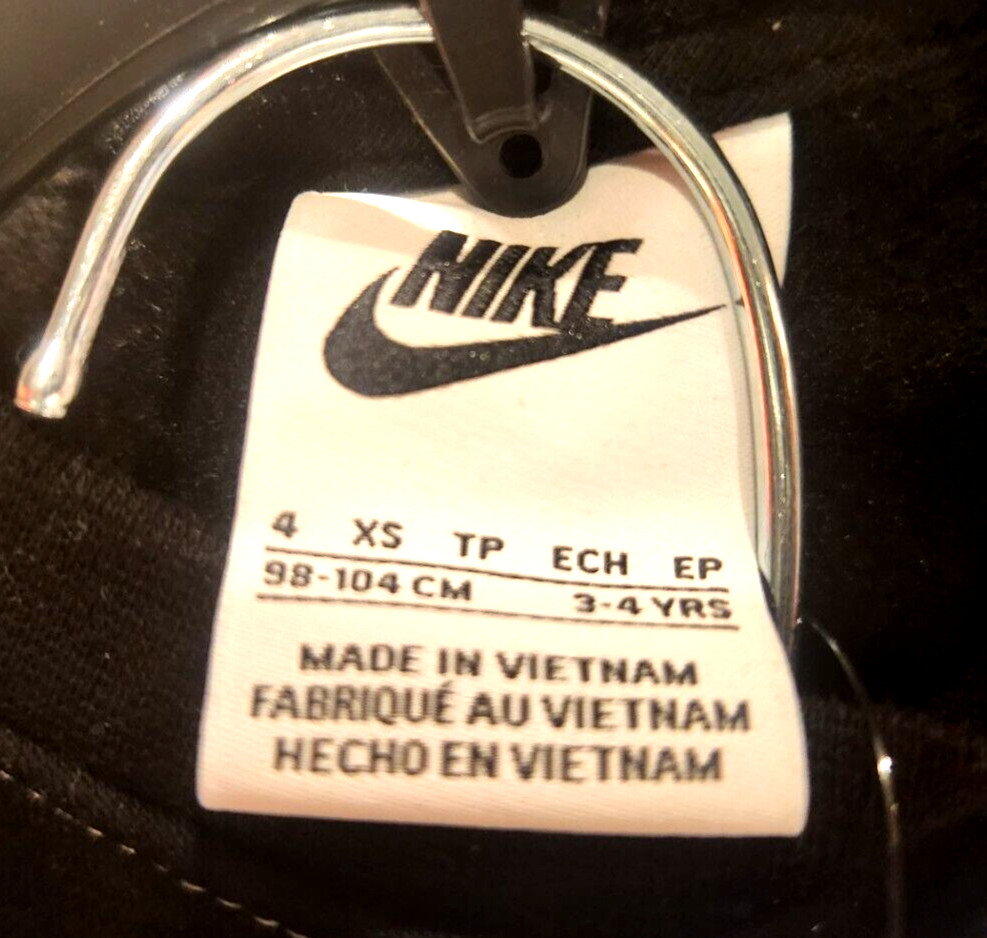 NIKE
4 XS TP ECH EP
98-104 CM 3-4 YRS
MADE IN VIETNAM
FABRIQUÉ AU VIETNAM
HECHO EN VIETNAM